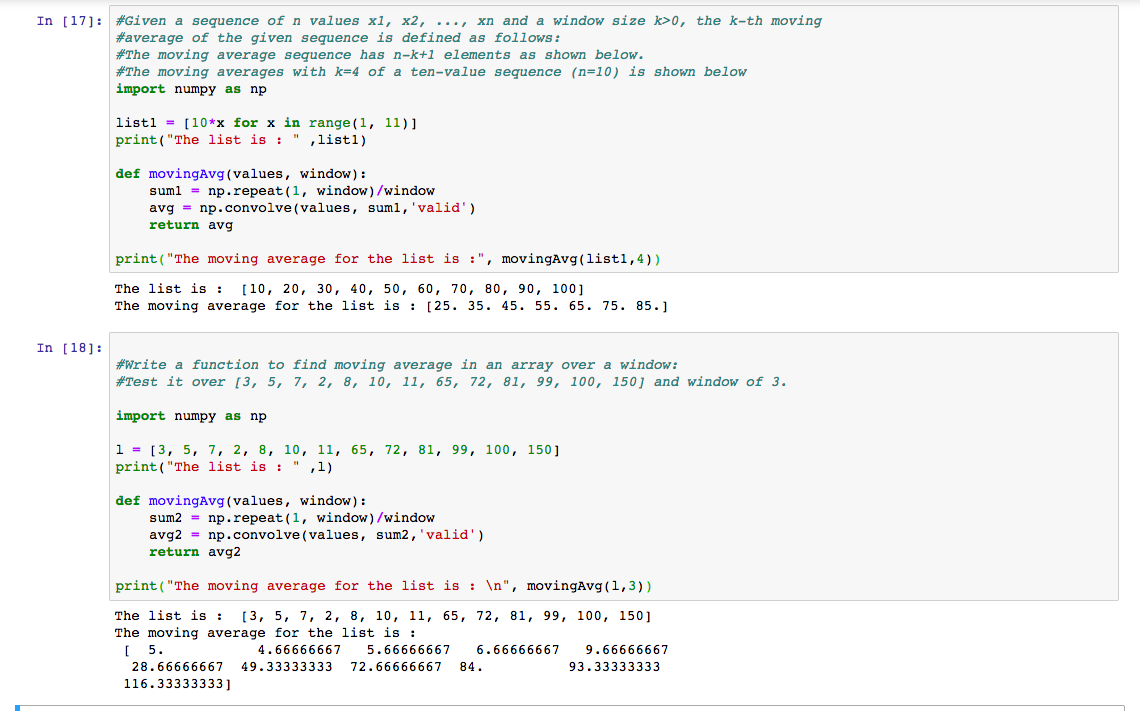 In [17]: #Given a sequence of n values x1, x2, ..., xn and a window size k>0, the k-th moving
#average of the given sequence is defined as follows:
#The moving average sequence has n-k+1 elements as shown below.
#The moving averages with k=4 of a ten-value sequence (n=10) is shown below
import numpy as np

list1 = [10*x for x in range(1, 11)]
print("The list is : " ,list1)

def movingAvg(values, window):
    sum1 = np.repeat(1, window)/window
    avg = np.convolve(values, sum1,'valid')
    return avg

print("The moving average for the list is :", movingAvg(list1,4))
The list is :  [10, 20, 30, 40, 50, 60, 70, 80, 90, 100]
The moving average for the list is : [25. 35. 45. 55. 65. 75. 85.]
In [18]:
#Write a function to find moving average in an array over a window:
#Test it over [3, 5, 7, 2, 8, 10, 11, 65, 72, 81, 99, 100, 150] and window of 3.

import numpy as np

l = [3, 5, 7, 2, 8, 10, 11, 65, 72, 81, 99, 100, 150]
print("The list is : " ,l)

def movingAvg(values, window):
    sum2 = np.repeat(1, window)/window
    avg2 = np.convolve(values, sum2,'valid')
    return avg2

print("The moving average for the list is : \n", movingAvg(l,3))
The list is :  [3, 5, 7, 2, 8, 10, 11, 65, 72, 81, 99, 100, 150]
The moving average for the list is :
 [  5.           4.66666667   5.66666667   6.66666667   9.66666667
  28.66666667  49.33333333  72.66666667  84.          93.33333333
 116.33333333]